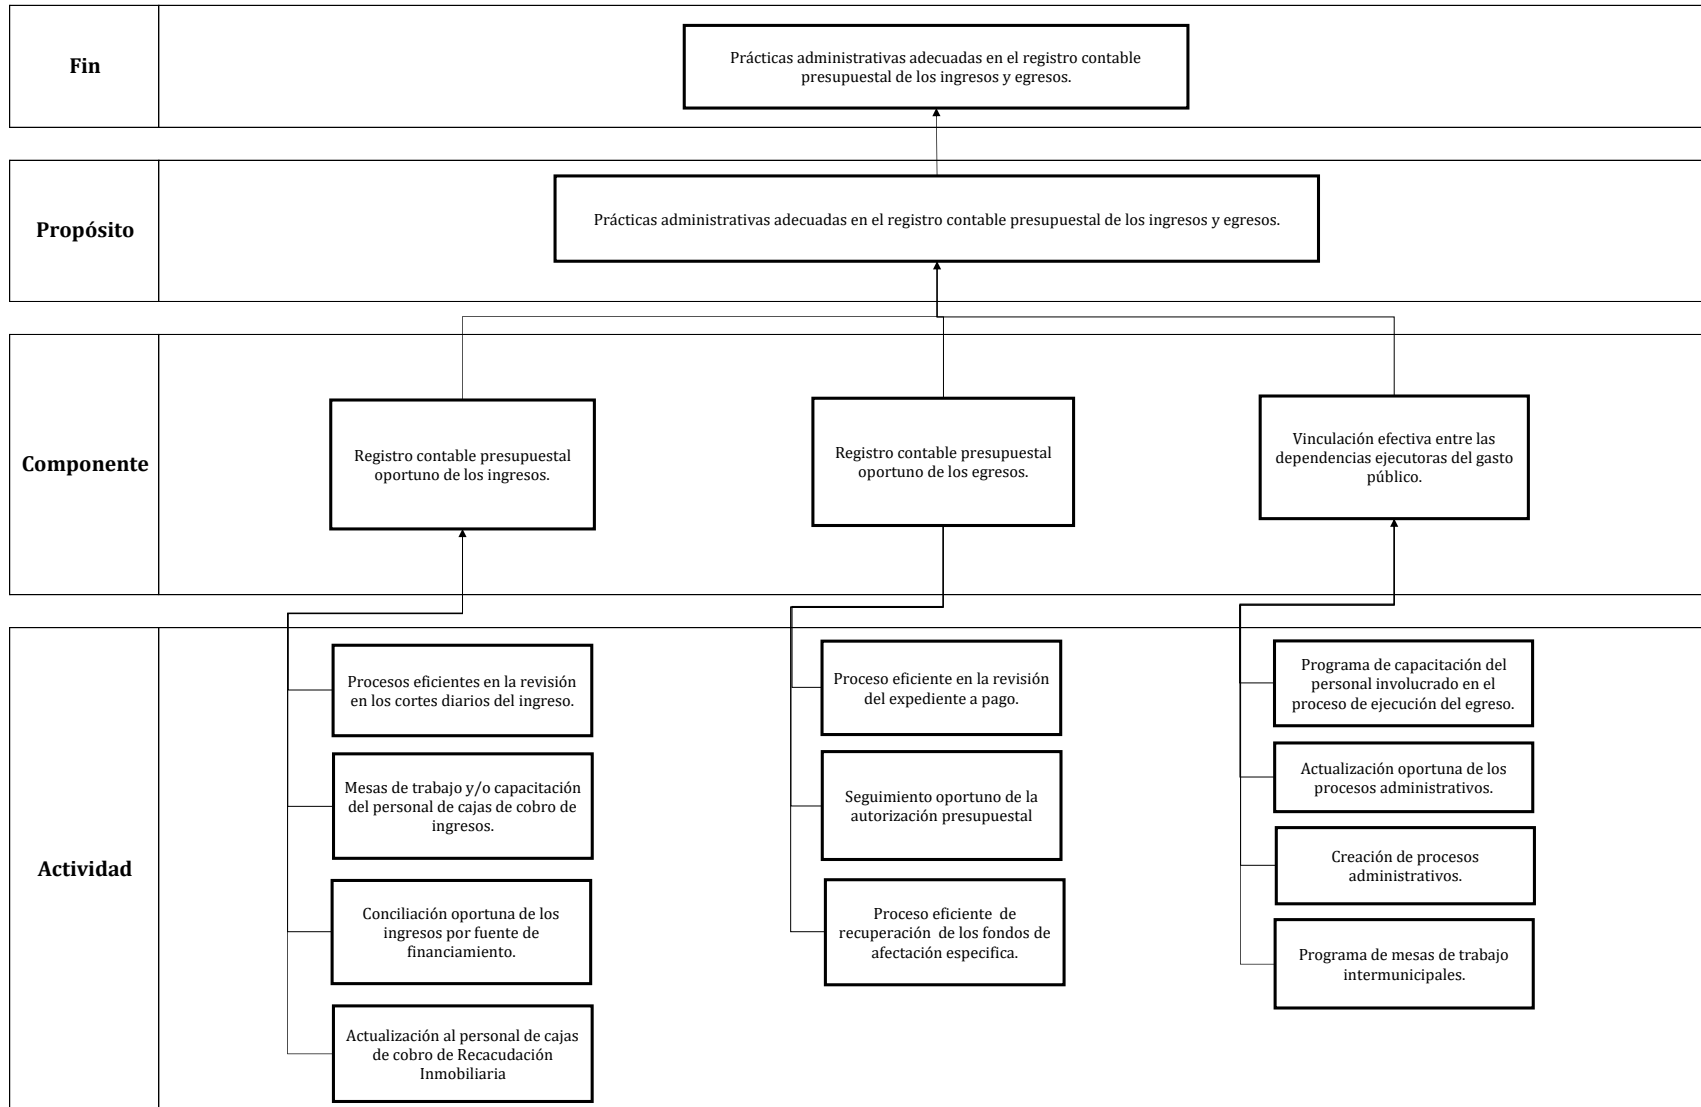 Fin
Prácticas administrativas adecuadas en el registro contable
presupuestal de los ingresos y egresos.
Propósito
Prácticas administrativas adecuadas en el registro contable presupuestal de los ingresos y egresos.
Componente
Registro contable presupuestal
oportuno de los ingresos.
Registro contable presupuestal
oportuno de los egresos.
Vinculación efectiva entre las
dependencias ejecutoras del gasto
público.
Actividad
Procesos eficientes en la revisión
en los cortes diarios del ingreso.
Mesas de trabajo y/o capacitación
del personal de cajas de cobro de
ingresos.
Conciliación oportuna de los
ingresos por fuente de
financiamiento.
Actualización al personal de cajas
de cobro de Recacudación
Inmobiliaria
Proceso eficiente en la revisión
del expediente a pago.
Seguimiento oportuno de la
autorización presupuestal
Proceso eficiente  de
recuperación  de los fondos de
afectación especifica.
Programa de capacitación del
personal involucrado en el
proceso de ejecución del egreso.
Actualización oportuna de los
procesos administrativos.
Creación de procesos
administrativos.
Programa de mesas de trabajo
intermunicipales.